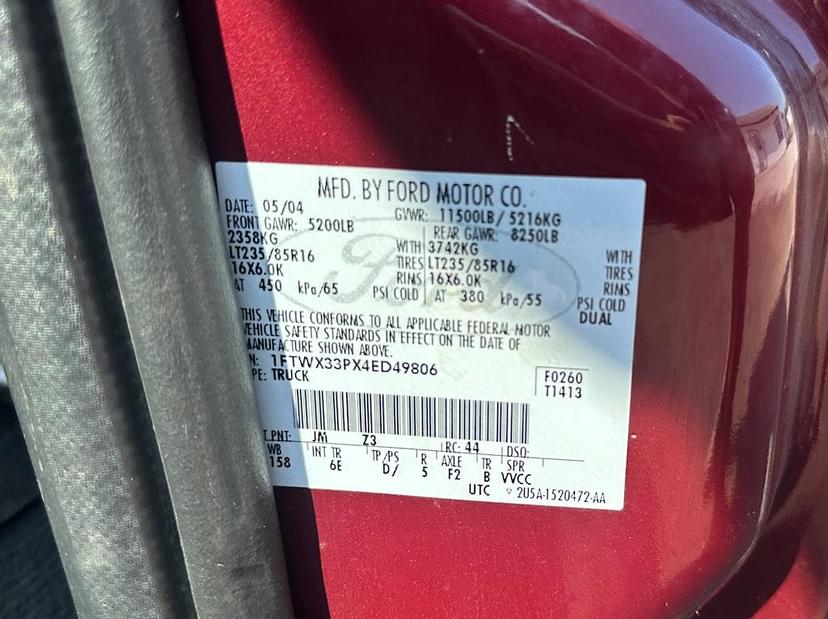 MFD. BY FORD MOTOR CO.
DATE: 05/04 GVWR: 11500LB/ 5216KG
FRONT GAWR: 5200LB REAR GAWR: 8250LB
2358KG WITH 3742KG WITH
LT235/85R16 TIRES LT235/85R16 TIRES
16X6.0K RIMS 16X6.0K RIMS
AT 450 kPa/65 PSI COLD AT 380 kPa/55 PSI COLD
DUAL
Ford
THIS VEHICLE CONFORMS TO ALL APPLICABLE FEDERAL MOTOR
VEHICLE SAFETY STANDARDS IN EFFECT ON THE DATE OF
MANUFACTURE SHOWN ABOVE.
N: 1FTWX33PX4ED49806 F0260
PE: TRUCK T1413
T PNT: JM Z3 RC: 44 DSO:
WB INT TR TP/PS R AXLE TR SPR
158 6E D/ 5 F2 B VVCC
UTC ▽ 2U5A-1520472-AA